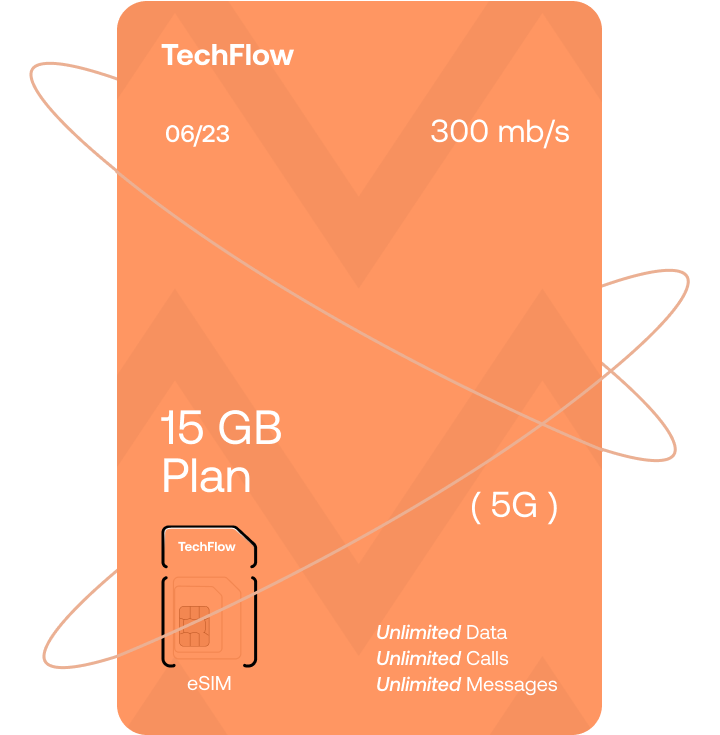 TechFlow
06/23
300 mb/s
15 GB
Plan
( 5G )
TechFlow
eSIM
Unlimited Data
Unlimited Calls
Unlimited Messages